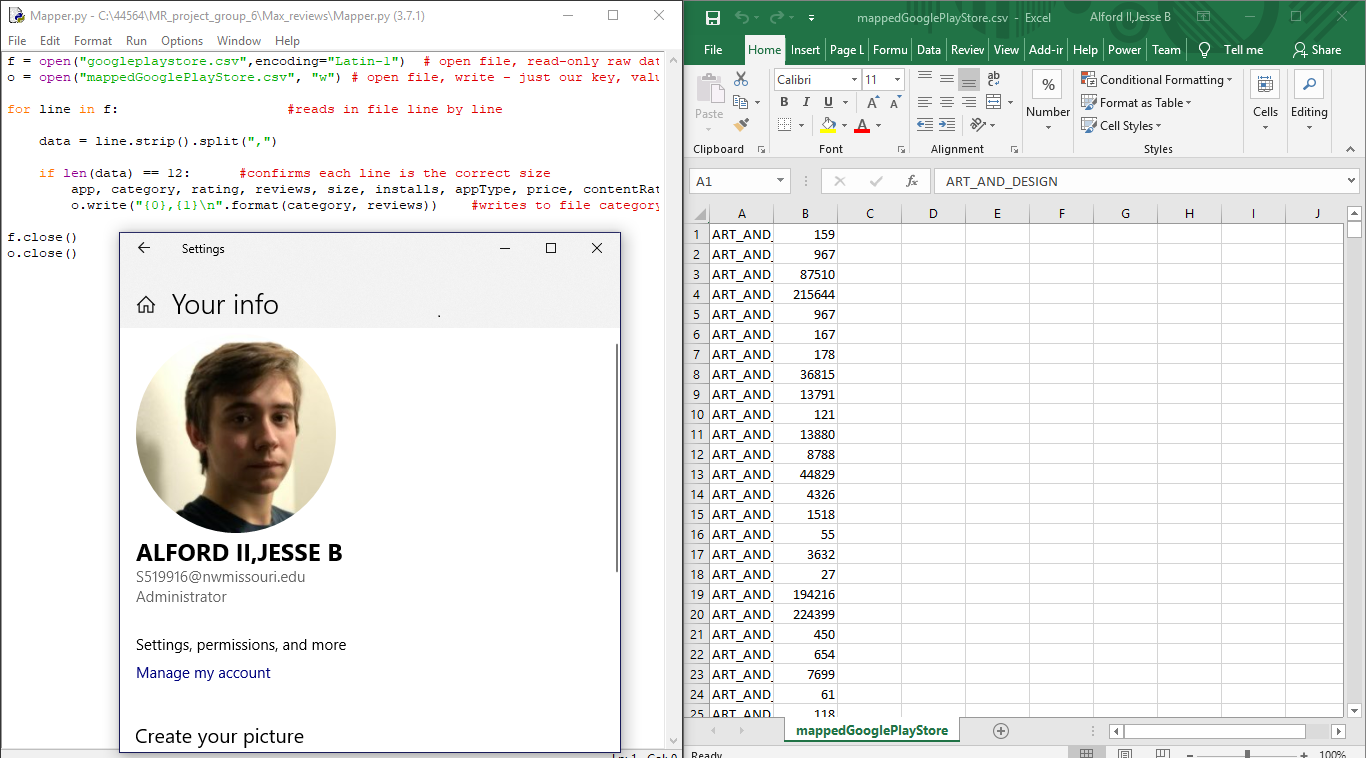 Mapper.py - C:\44564\MR_project_group_6\Max_reviews\Mapper.py (3.7.1)
File Edit Format Run Options Window Help
f = open("googleplaystore.csv",encoding="Latin-1")  # open file, read-only raw dat
o = open("mappedGooglePlayStore.csv", "w") # open file, write - just our key, valu
for line in f: #reads in file line by line
data = line.strip().split(",")
if len(data) == 12: #confirms each line is the correct size
app, category, rating, reviews, size, installs, appType, price, contentRat
o.write("{0},{1}\n".format(category, reviews)) #writes to file category
f.close()
o.close()
Settings
Your info
ALFORD II,JESSE B
S519916@nwmissouri.edu
Administrator
Settings, permissions, and more
Manage my account
Create your picture
mappedGooglePlayStore.csv - Excel Alford II,Jesse B
File Home Insert Page L Formu Data Review View Add-ir Help Power Team Tell me Share
Paste
Clipboard
Calibri 11
B I U
Font
Alignment
%
Number
Conditional Formatting
Format as Table
Cell Styles
Styles
Cells
Editing
A1 fx ART_AND_DESIGN
A B C D E F G H I J
1 ART_AND_ 159
2 ART_AND_ 967
3 ART_AND_ 87510
4 ART_AND_ 215644
5 ART_AND_ 967
6 ART_AND_ 167
7 ART_AND_ 178
8 ART_AND_ 36815
9 ART_AND_ 13791
10 ART_AND_ 121
11 ART_AND_ 13880
12 ART_AND_ 8788
13 ART_AND_ 44829
14 ART_AND_ 4326
15 ART_AND_ 1518
16 ART_AND_ 55
17 ART_AND_ 3632
18 ART_AND_ 27
19 ART_AND_ 194216
20 ART_AND_ 224399
21 ART_AND_ 450
22 ART_AND_ 654
23 ART_AND_ 7699
24 ART_AND_ 61
25 ART_AND_ 118
mappedGooglePlayStore
Ready 100%
Ln: 1 Col: 0